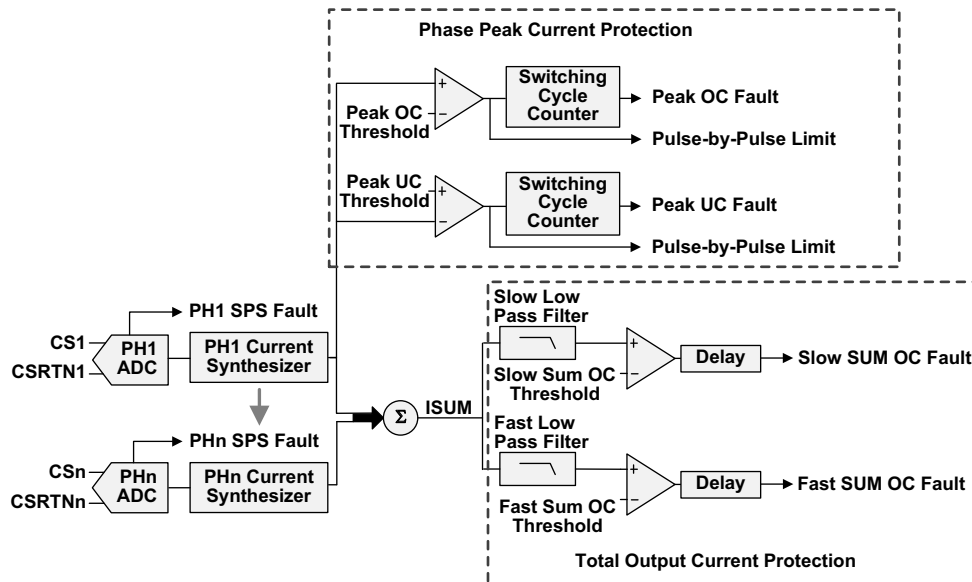 Phase Peak Current Protection
Peak OC
Threshold
+
−
Switching
Cycle
Counter
Peak OC Fault
Pulse-by-Pulse Limit
Peak UC
Threshold
+
−
Switching
Cycle
Counter
Peak UC Fault
Pulse-by-Pulse Limit
PH1 SPS Fault
CS1
CSRTN1
PH1
ADC
PH1 Current
Synthesizer
PHn SPS Fault
CSn
CSRTNn
PHn
ADC
PHn Current
Synthesizer
Σ
ISUM
Slow Low
Pass Filter
Slow Sum OC
Threshold
+
−
Delay
Slow SUM OC Fault
Fast Low
Pass Filter
Fast Sum OC
Threshold
+
−
Delay
Fast SUM OC Fault
Total Output Current Protection